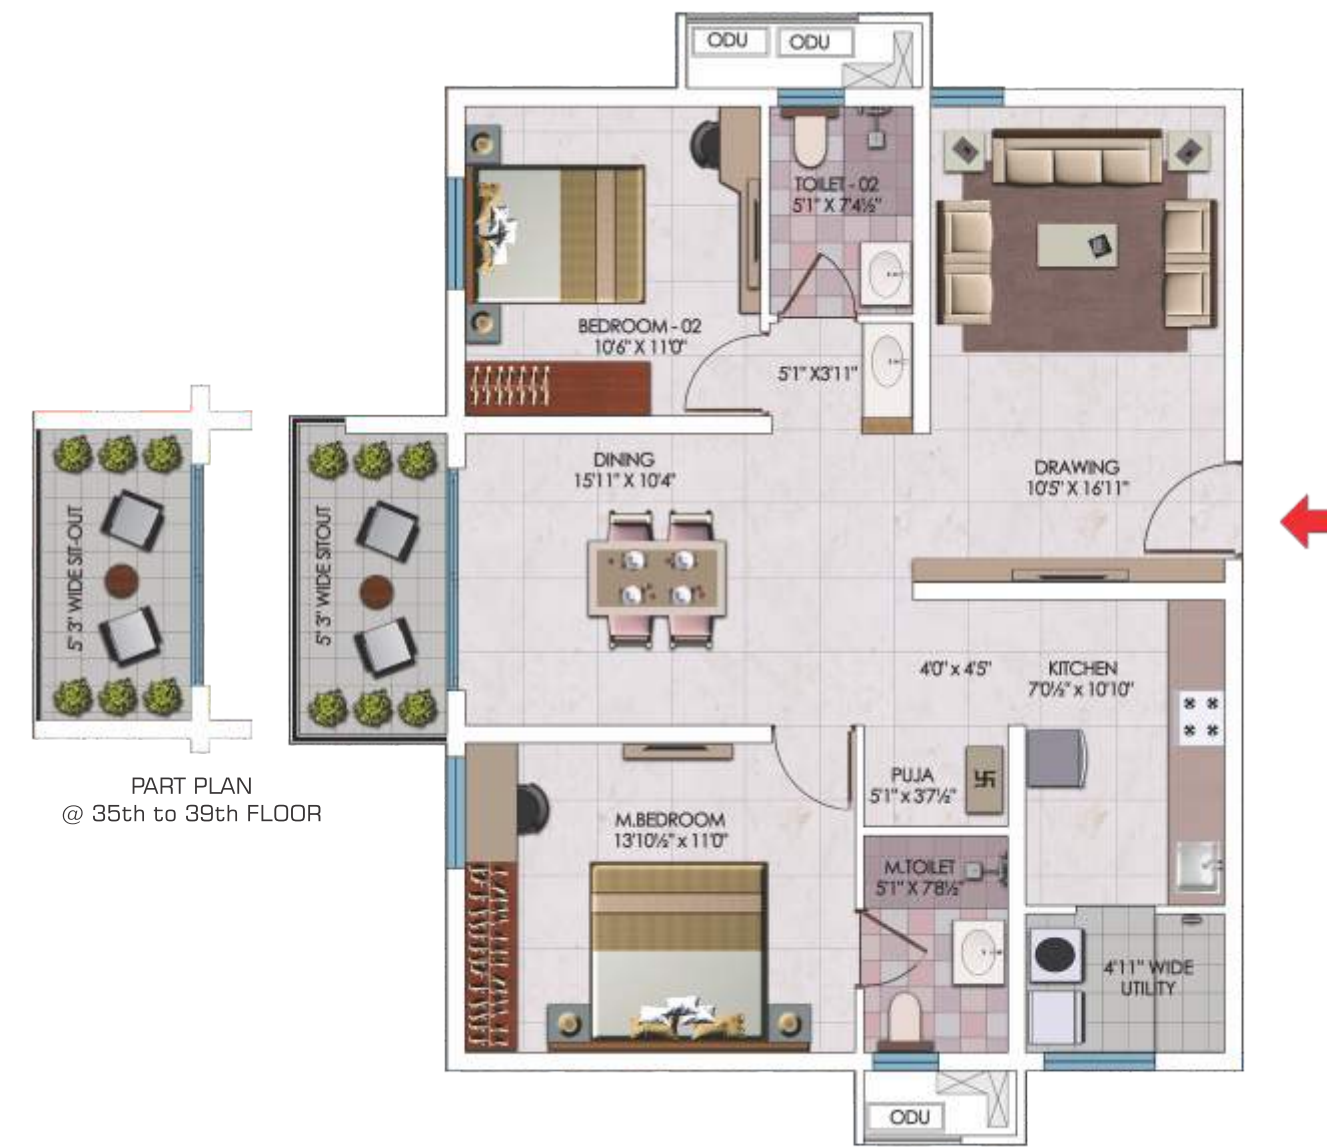 ODU
ODU
TOILET - 02
5'1" X 7'4½"
BEDROOM - 02
10'6" X 11'0"
5'1" X3'11"
DINING
15'11" X 10'4"
DRAWING
10'5" X 16'11"
5' 3" WIDE SIT-OUT
5' 3" WIDE SITOUT
4'0" x 4'5"
KITCHEN
7'0½" x 10'10"
PART PLAN
@ 35th to 39th FLOOR
PUJA
5'1" x 3'7½"
M.BEDROOM
13'10½" x 11'0"
M.TOILET
5'1" X 7'8½"
4'11" WIDE
UTILITY
ODU